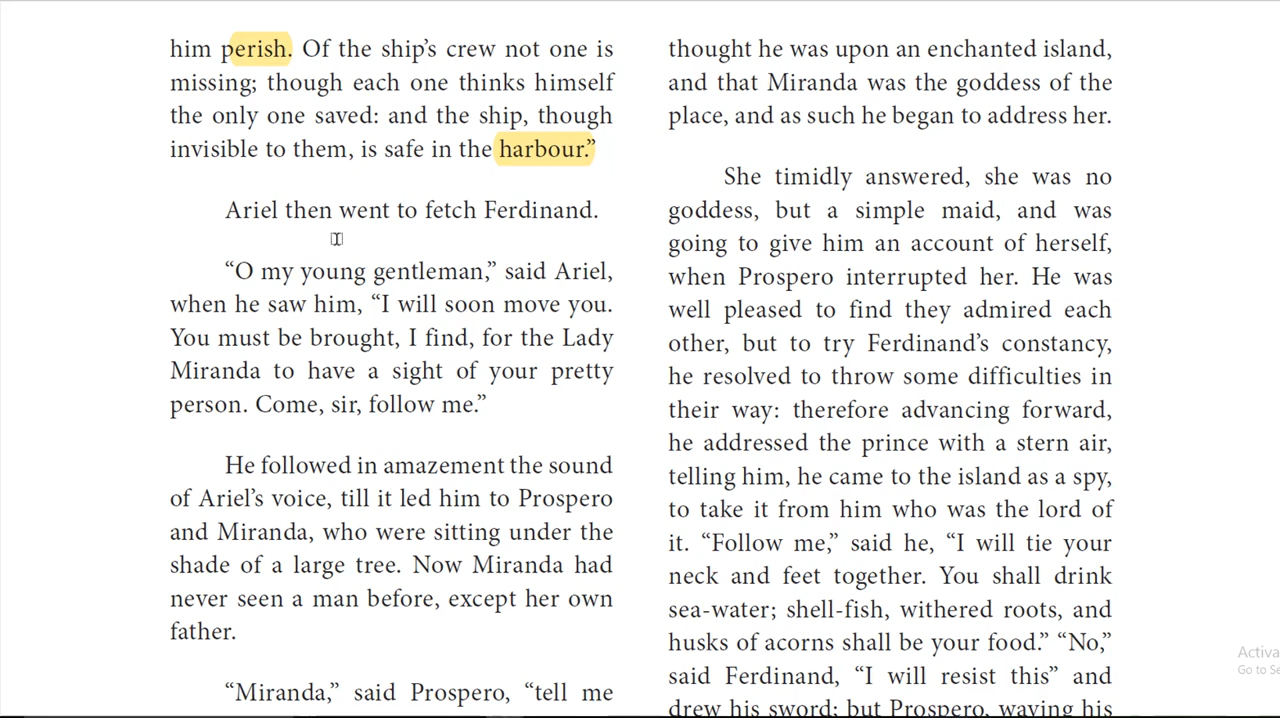 him perish. Of the ship’s crew not one is
missing; though each one thinks himself
the only one saved: and the ship, though
invisible to them, is safe in the harbour.”
Ariel then went to fetch Ferdinand.
“O my young gentleman,” said Ariel,
when he saw him, “I will soon move you.
You must be brought, I find, for the Lady
Miranda to have a sight of your pretty
person. Come, sir, follow me.”
He followed in amazement the sound
of Ariel’s voice, till it led him to Prospero
and Miranda, who were sitting under the
shade of a large tree. Now Miranda had
never seen a man before, except her own
father.
“Miranda,” said Prospero, “tell me
thought he was upon an enchanted island,
and that Miranda was the goddess of the
place, and as such he began to address her.
She timidly answered, she was no
goddess, but a simple maid, and was
going to give him an account of herself,
when Prospero interrupted her. He was
well pleased to find they admired each
other, but to try Ferdinand’s constancy,
he resolved to throw some difficulties in
their way: therefore advancing forward,
he addressed the prince with a stern air,
telling him, he came to the island as a spy,
to take it from him who was the lord of
it. “Follow me,” said he, “I will tie your
neck and feet together. You shall drink
sea-water; shell-fish, withered roots, and
husks of acorns shall be your food.” “No,”
said Ferdinand, “I will resist this” and
drew his sword; but Prospero, waving his
Activa
Go to Se